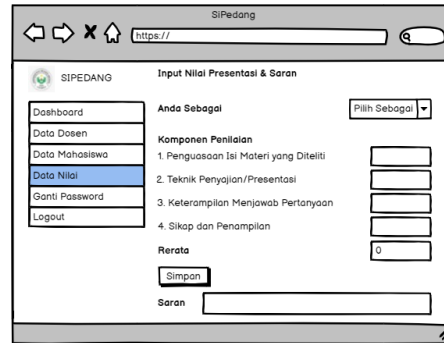 SiPedang
https://
SIPEDANG
Dashboard
Data Dosen
Data Mahasiswa
Data Nilai
Ganti Password
Logout
Input Nilai Presentasi & Saran
Anda Sebagai
Pilih Sebagai
Komponen Penilaian
1. Penguasaan Isi Materi yang Diteliti
2. Teknik Penyajian/Presentasi
3. Keterampilan Menjawab Pertanyaan
4. Sikap dan Penampilan
Rerata
0
Simpan
Saran